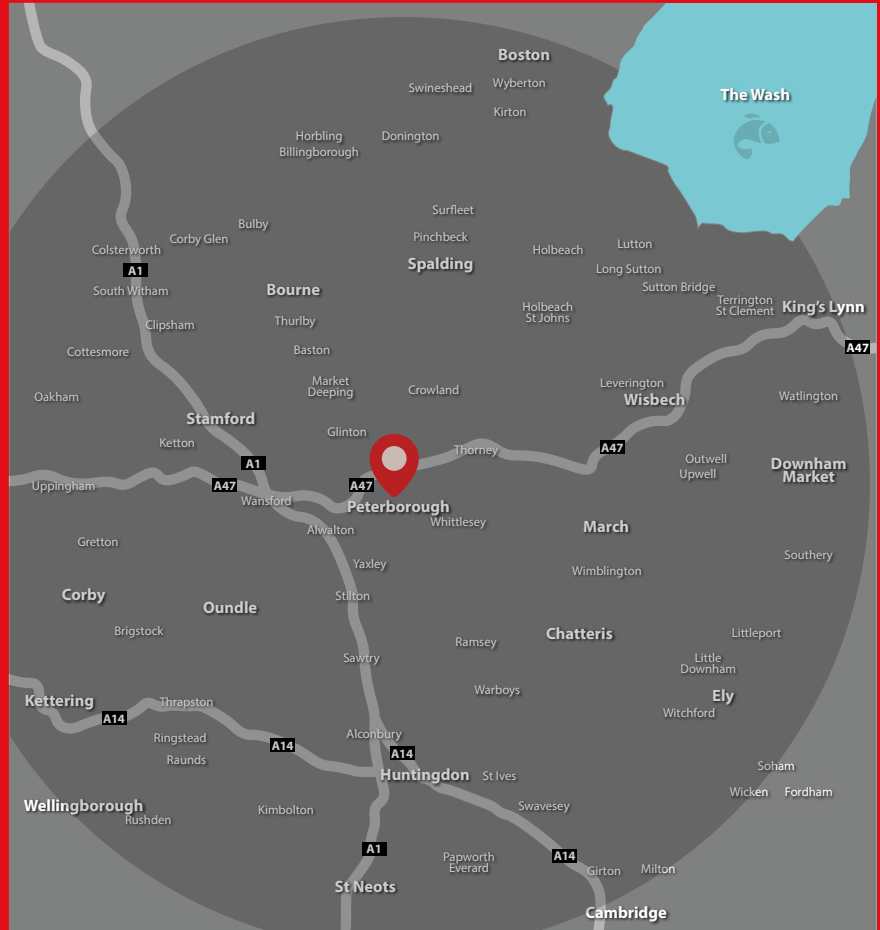 Boston
The Wash
Swineshead
Wyberton
Kirton
Horbling
Donington
Billingborough
Surfleet
Bulby
Pinchbeck
Corby Glen
Lutton
Colsterworth
Holbeach
Spalding
A1
Long Sutton
Sutton Bridge
South Witham
Bourne
Terrington
St Clement
King's Lynn
Holbeach
St Johns
Thurlby
Clipsham
A47
Baston
Cottesmore
Market
Deeping
Crowland
Leverington
Wisbech
Watlington
Oakham
Stamford
Glinton
Ketton
Thorney
A47
A1
Outwell
Upwell
Downham
Market
Uppingham
A47
A47
Wansford
Peterborough
Whittlesey
March
Alwalton
Gretton
Yaxley
Southery
Wimblington
Corby
Oundle
Stilton
Brigstock
Chatteris
Littleport
Ramsey
Sawtry
Little
Downham
Warboys
Ely
Kettering
Thrapston
Witchford
A14
Ringstead
A14
Alconbury
A14
Raunds
Huntingdon
St Ives
Soham
Wicken
Fordham
Wellingborough
Rushden
Kimbolton
Swavesey
A1
Papworth
Everard
A14
Girton
Milton
St Neots
Cambridge